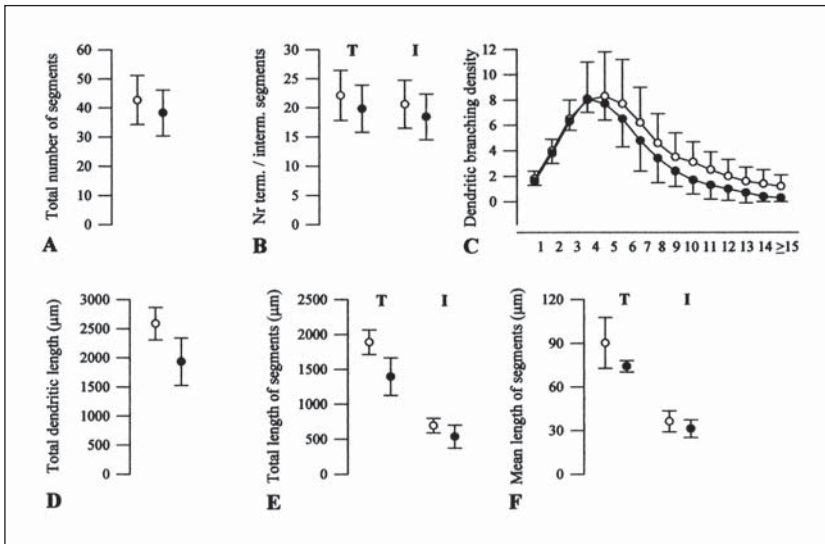 60
50
40
30
20
10
0
Total number of segments
A
T I
30
25
20
15
10
5
0
Nr term. / interm. segments
B
12
10
8
6
4
2
0
Dendritic branching density
C
1 2 3 4 5 6 7 8 9 10 11 12 13 14 ≥15
3000
2500
2000
1500
1000
500
0
Total dendritic length (µm)
D
T I
2500
2000
1500
1000
500
0
Total length of segments (µm)
E
T I
120
90
60
30
0
Mean length of segments (µm)
F